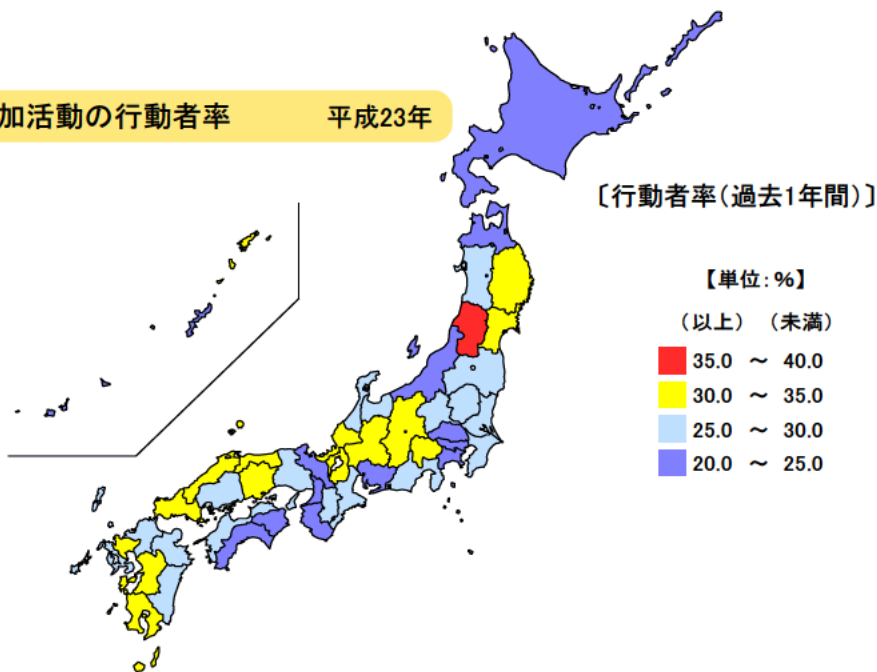 加活動の行動者率 平成23年
〔行動者率(過去1年間)〕
【単位:%】
(以上) (未満)
35.0 ~ 40.0
30.0 ~ 35.0
25.0 ~ 30.0
20.0 ~ 25.0